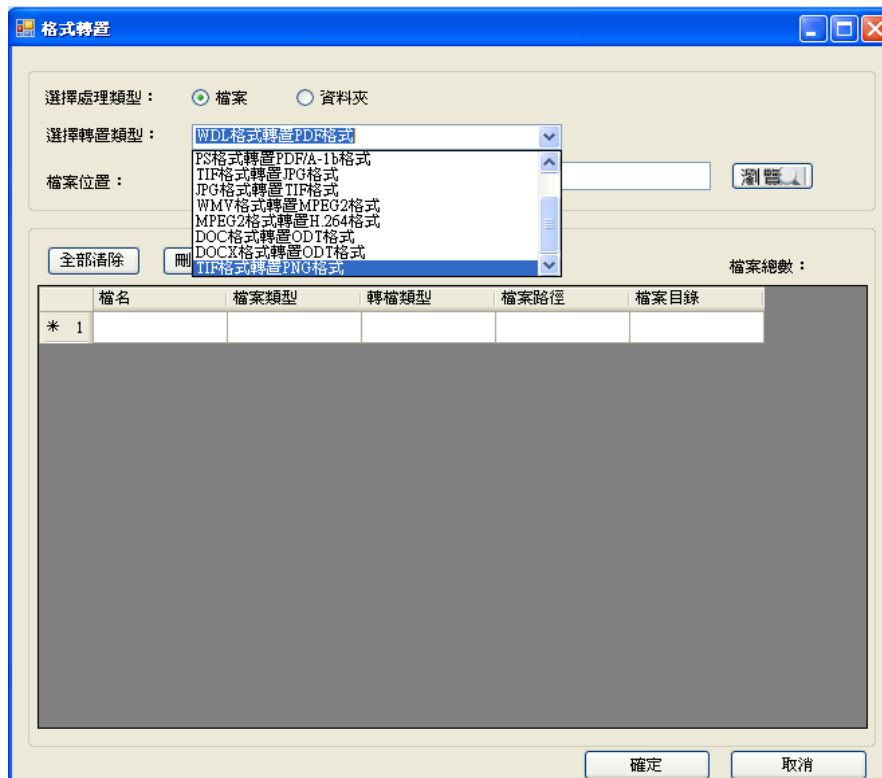 格式轉置
選擇處理類型： 檔案 資料夾
選擇轉置類型： WDL格式轉置PDF格式
PS格式轉置PDF/A-1b格式
TIF格式轉置JPG格式
JPG格式轉置TIF格式
WMV格式轉置MPEG2格式
MPEG2格式轉置H.264格式
DOC格式轉置ODT格式
DOCX格式轉置ODT格式
TIF格式轉置PNG格式
檔案位置： 瀏覽
全部清除 刪 檔案總數：
檔名 檔案類型 轉檔類型 檔案路徑 檔案目錄
* 1
確定 取消